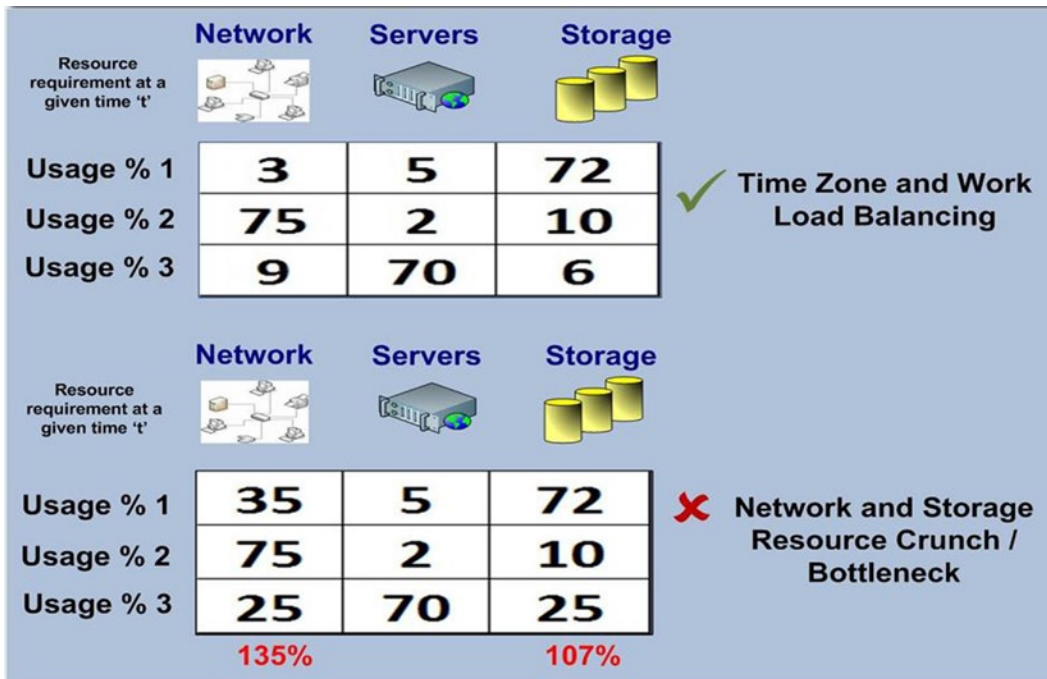 Network Servers Storage
Resource
requirement at a
given time ‘t’
Usage % 1 3 5 72
Usage % 2 75 2 10
Usage % 3 9 70 6
Time Zone and Work
Load Balancing
Network Servers Storage
Resource
requirement at a
given time ‘t’
Usage % 1 35 5 72
Usage % 2 75 2 10
Usage % 3 25 70 25
135% 107%
Network and Storage
Resource Crunch /
Bottleneck